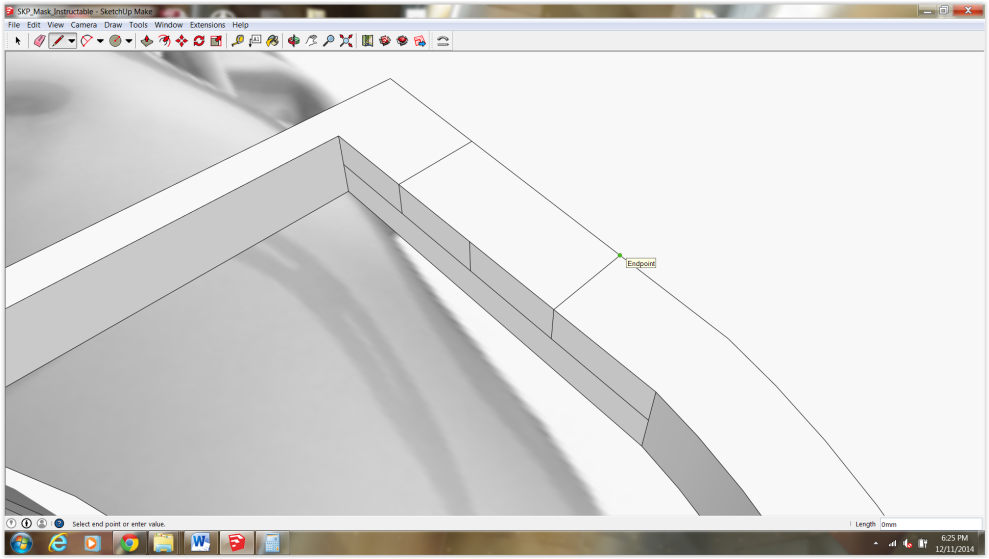 SKP_Mask_Instructable - SketchUp Make
File Edit View Camera Draw Tools Window Extensions Help
A1
Endpoint
Select end point or enter value.
Length 0mm
W
6:25 PM
12/11/2014